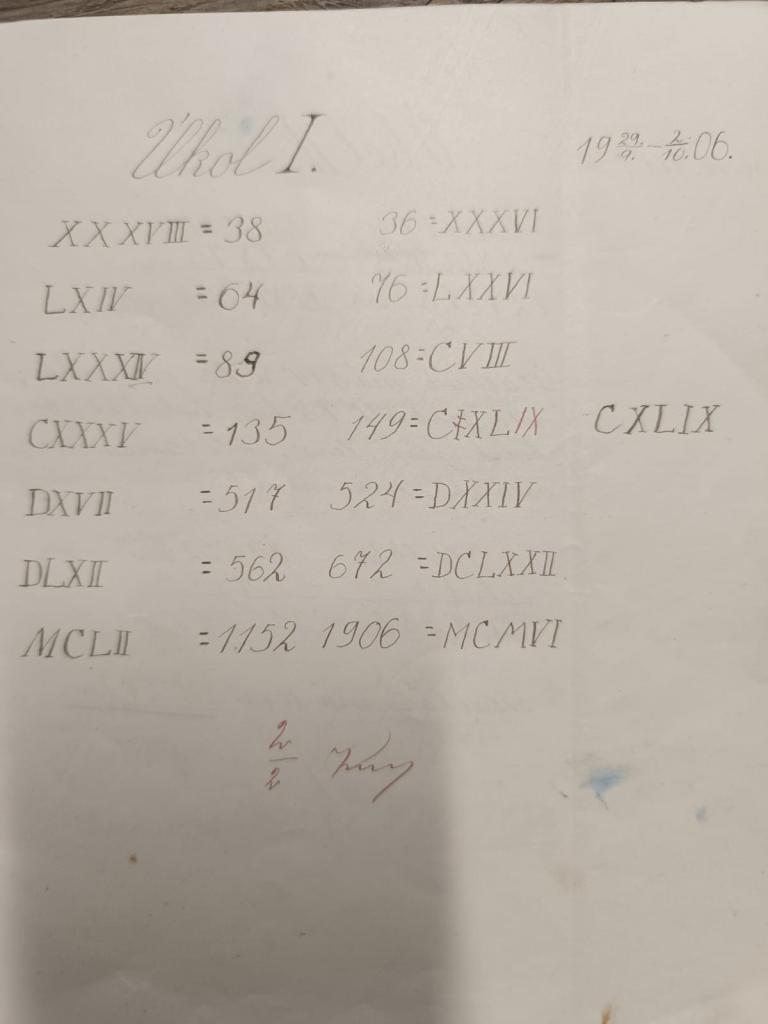 Úkol I. 19 29./9. – 2./10. 06.
XXXVIII = 38 36 = XXXVI
LXIV = 64 76 = LXXVI
LXXXIV = 89 108 = CVIII
CXXXV = 135 149 = CIXLIX CXLIX
DXVII = 517 524 = DXXIV
DLXII = 562 672 = DCLXXII
MCLII = 1152 1906 = MCMVI
2/2